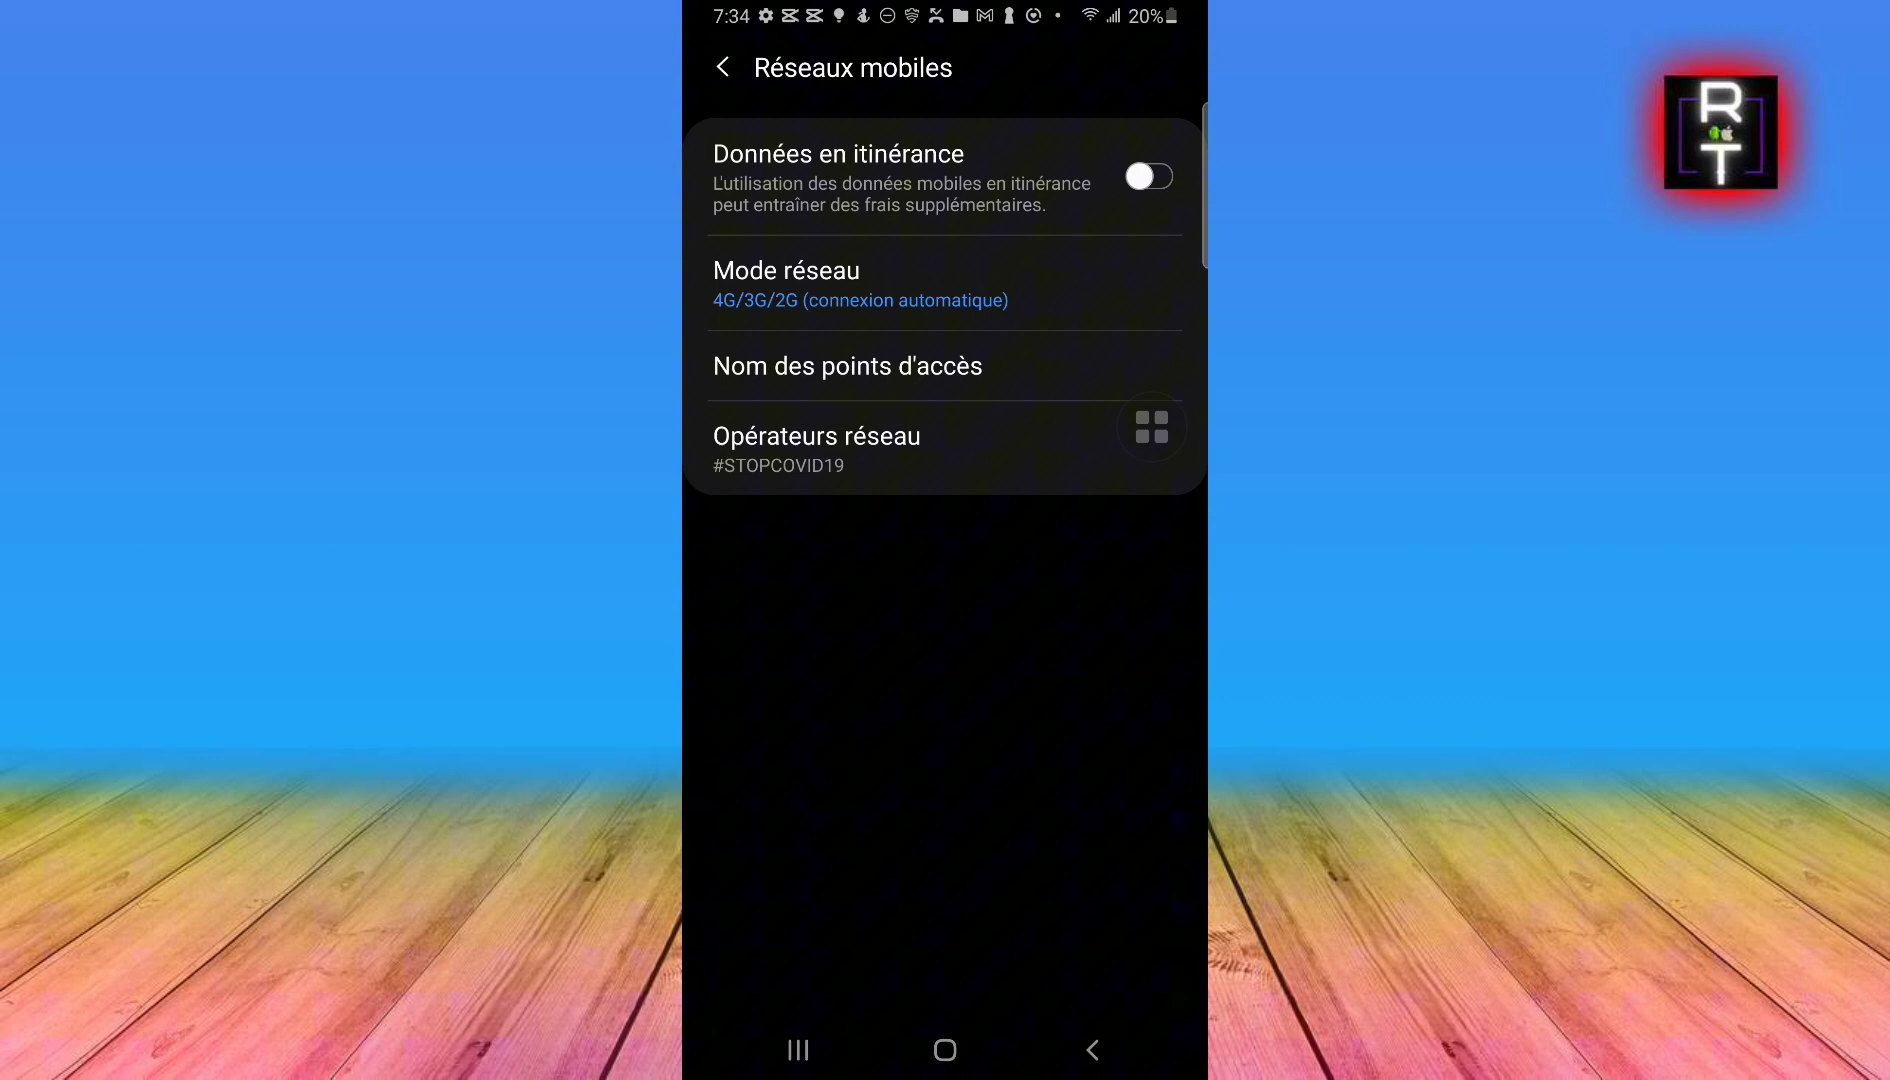 7:34
20%
Réseaux mobiles
Données en itinérance
L'utilisation des données mobiles en itinérance
peut entraîner des frais supplémentaires.
Mode réseau
4G/3G/2G (connexion automatique)
Nom des points d'accès
Opérateurs réseau
#STOPCOVID19
R
T